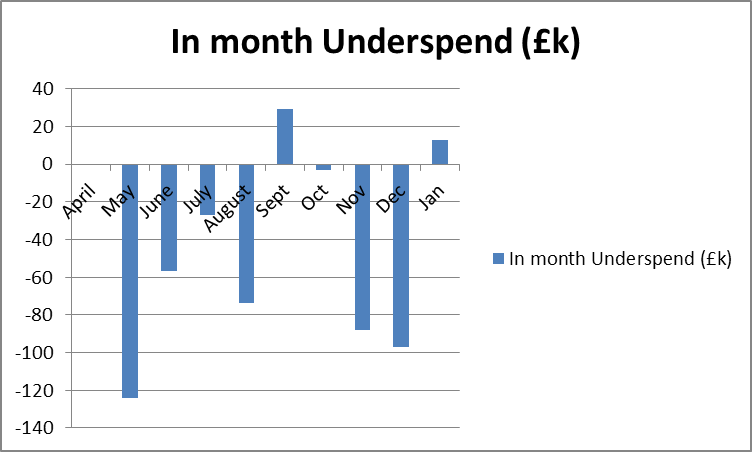 In month Underspend (£k)
40
20
0
-20
-40
-60
-80
-100
-120
-140
April
May
June
July
August
Sept
Oct
Nov
Dec
Jan
In month Underspend (£k)